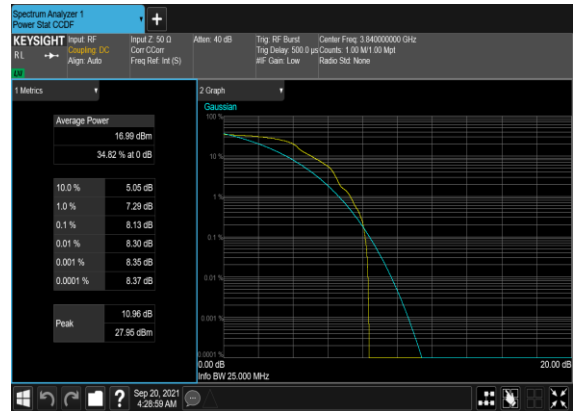 Spectrum Analyzer 1
Power Stat CCDF
KEYSIGHT
RL
LXI
Input: RF
Coupling: DC
Align: Auto
Input Z: 50 Ω
Corr CCorr
Freq Ref: Int (S)
Atten: 40 dB
Trig: RF Burst
Trig Delay: 500.0 µs
#IF Gain: Low
Center Freq: 3.840000000 GHz
Counts: 1.00 M/1.00 Mpt
Radio Std: None
1 Metrics
Average Power
16.99 dBm
34.82 % at 0 dB
10.0 % 5.05 dB
1.0 % 7.29 dB
0.1 % 8.13 dB
0.01 % 8.30 dB
0.001 % 8.35 dB
0.0001 % 8.37 dB
Peak
10.96 dB
27.95 dBm
2 Graph
Gaussian
100 %
10 %
1 %
0.1 %
0.01 %
0.001 %
0.0001 %
0.00 dB 20.00 dB
Info BW 25.000 MHz
?
Sep 20, 2021
4:28:59 AM